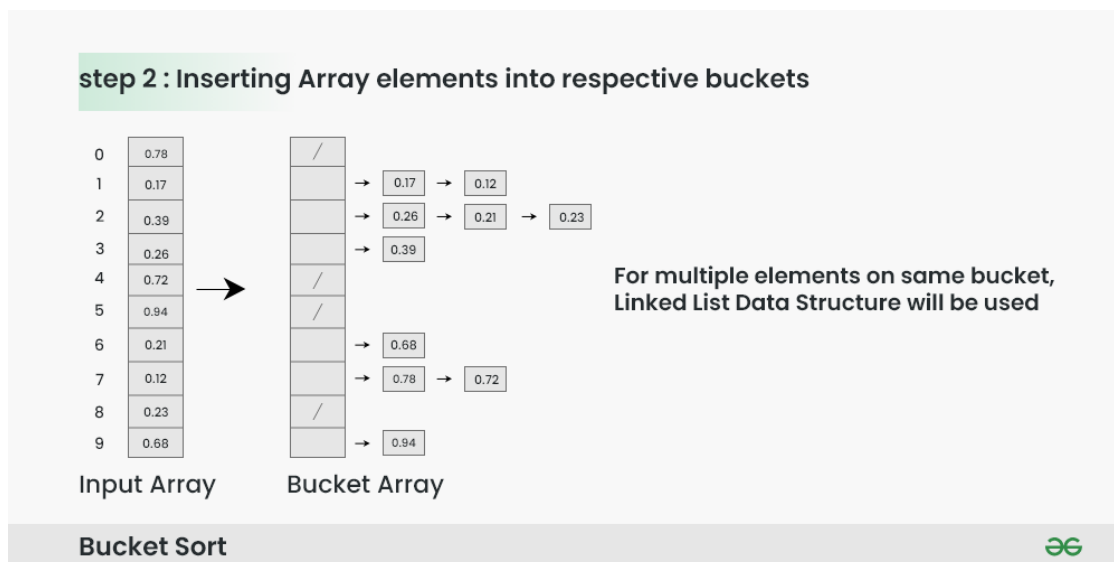 step 2 : Inserting Array elements into respective buckets
0 0.78 /
1 0.17 → 0.17 → 0.12
2 0.39 → 0.26 → 0.21 → 0.23
3 0.26 → 0.39
4 0.72 /
5 0.94 /
6 0.21 → 0.68
7 0.12 → 0.78 → 0.72
8 0.23 /
9 0.68 → 0.94
For multiple elements on same bucket,
Linked List Data Structure will be used
Input Array Bucket Array
Bucket Sort